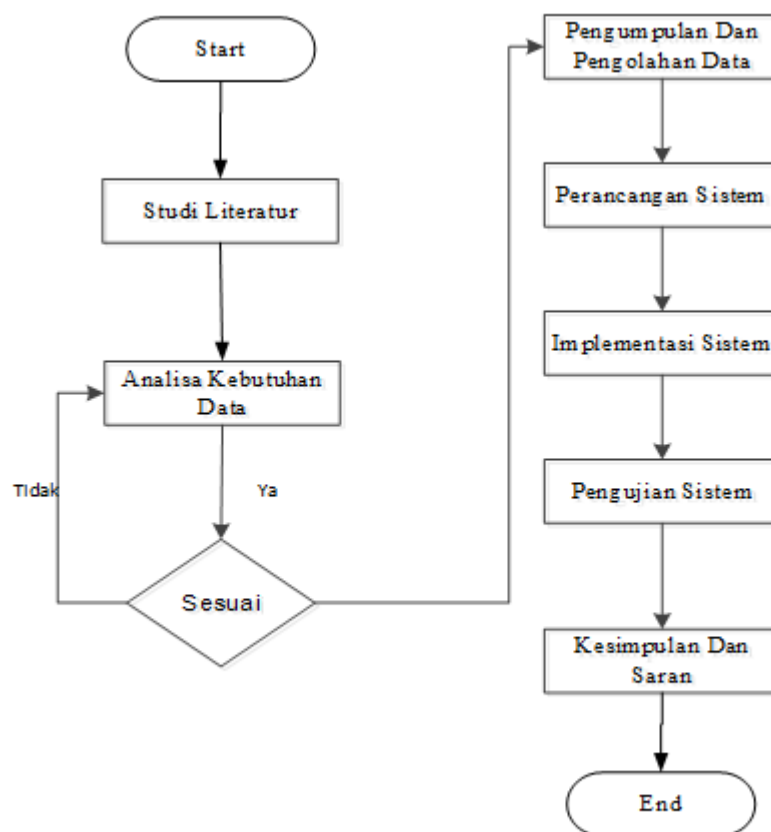 Start
Studi Literatur
Analisa Kebutuhan
Data
Tidak
Ya
Sesuai
Pengumpulan Dan
Pengolahan Data
Perancangan Sistem
Implementasi Sistem
Pengujian Sistem
Kesimpulan Dan
Saran
End